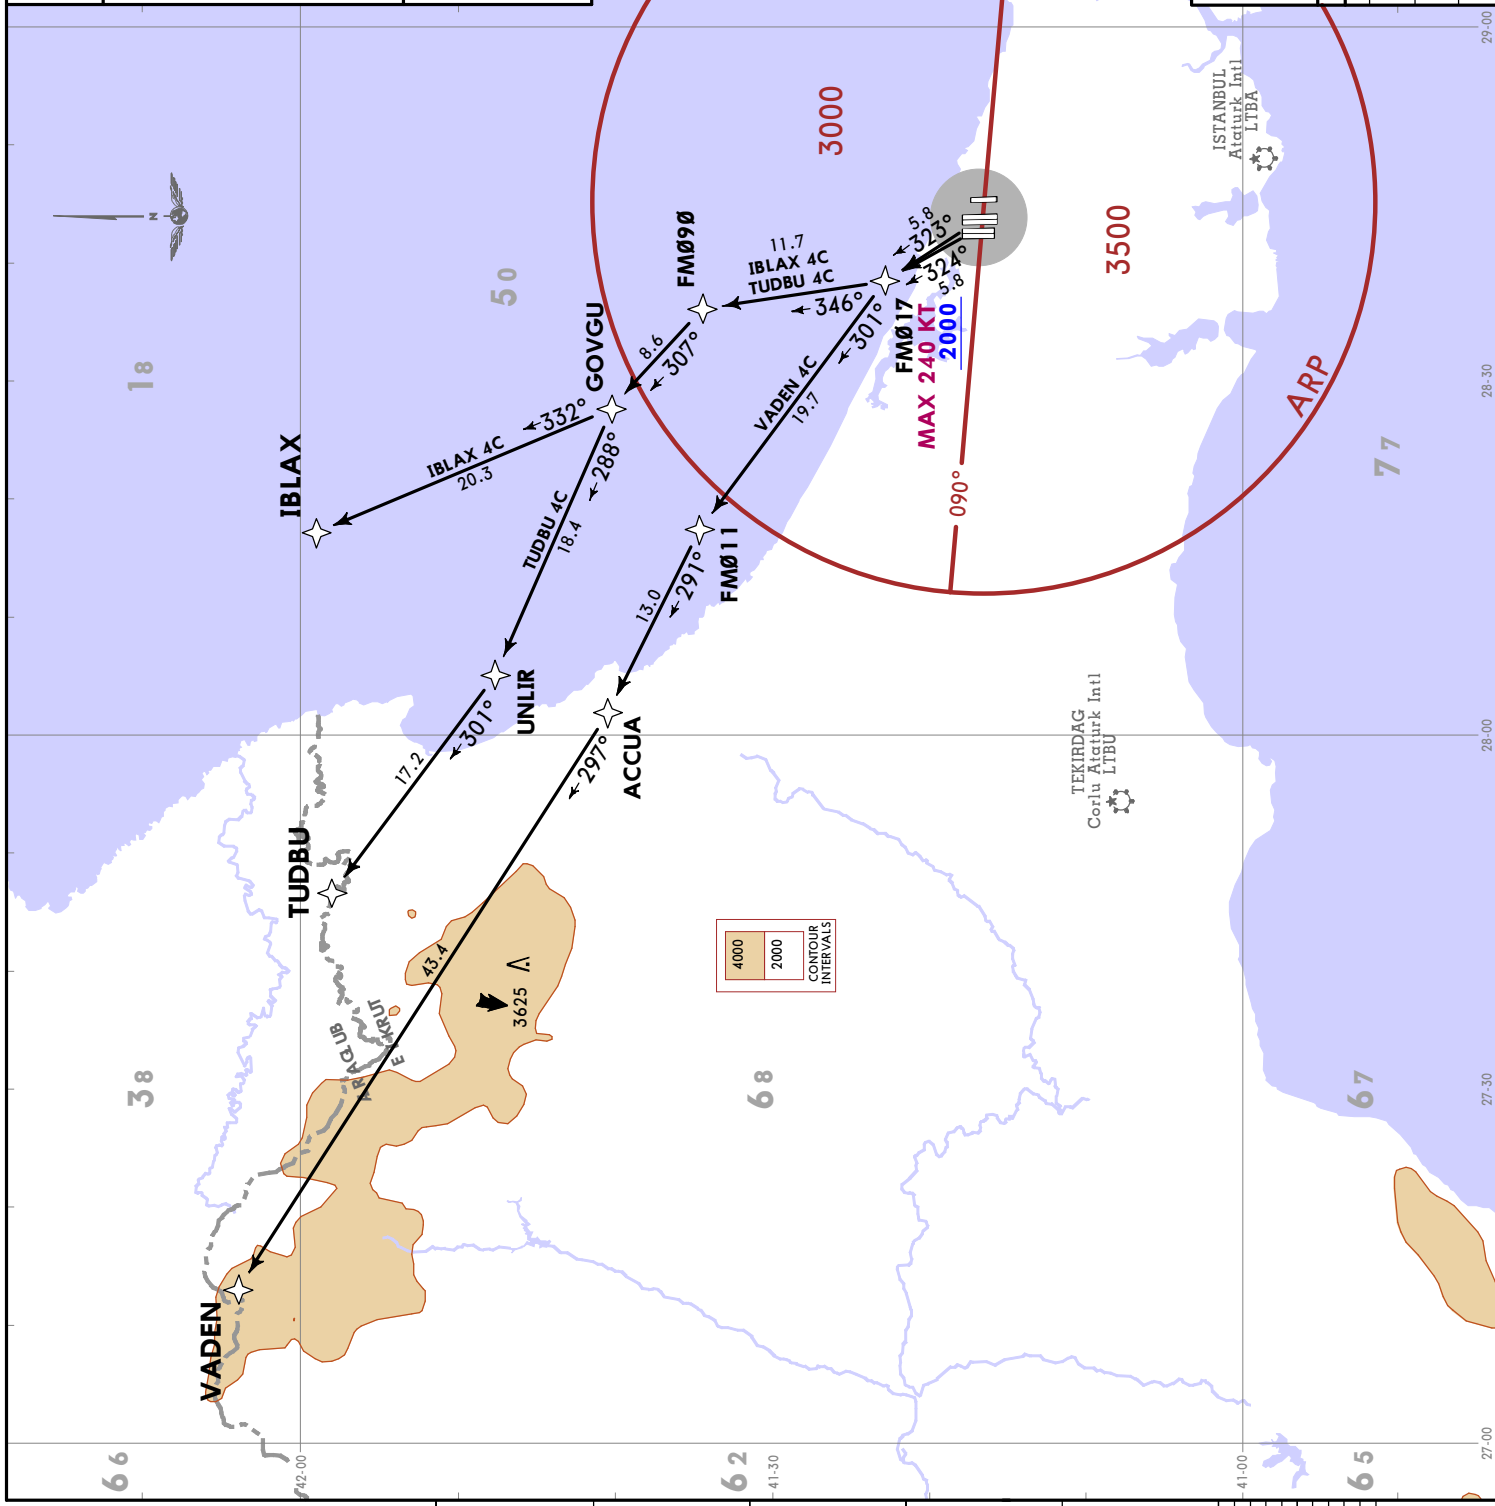 29-00
28-30
28-00
27-30
27-00
42-00
41-30
41-00
N
18
50
77
38
68
67
66
62
65
3000
3500
ARP
090°
ISTANBUL
Ataturk Intl
LTBA
TEKIRDAG
Corlu Ataturk Intl
LTBU
5.8
323°
324°
5.8
FMØ17
MAX 240 KT
2000
11.7
IBLAX 4C
TUDBU 4C
346°
301°
VADEN 4C
19.7
FMØ9Ø
8.6
307°
GOVGU
332°
IBLAX 4C
20.3
IBLAX
288°
TUDBU 4C
18.4
UNLIR
301°
17.2
TUDBU
FMØ11
291°
13.0
ACCUA
297°
43.4
VADEN
3625
4000
2000
CONTOUR
INTERVALS